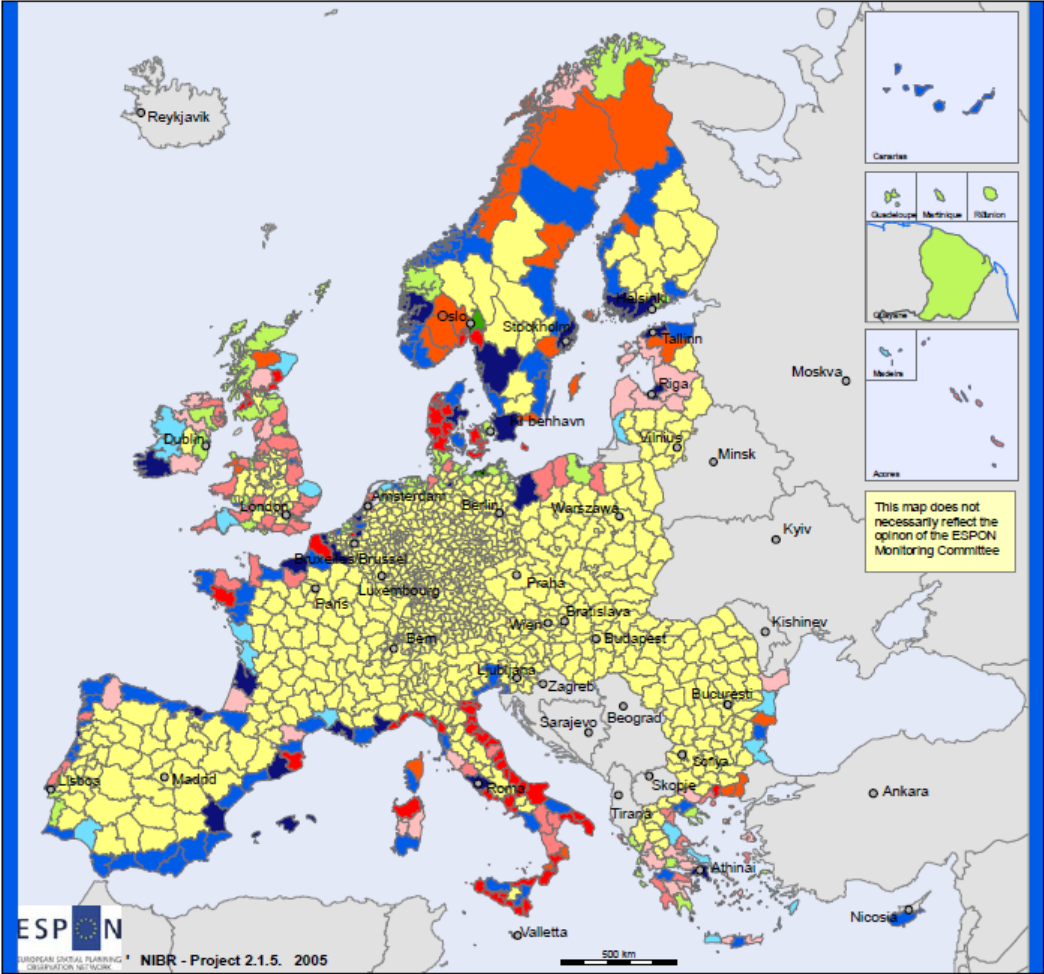 Reykjavik
Canarias
Guadeloupe
Martinique
Réunion
Guyane
Oslo
Helsinki
Stockholm
Tallinn
Madeira
Moskva
Riga
Dublin
København
Vilnius
Minsk
Acores
Amsterdam
London
Berlin
Warszawa
This map does not
necessarily reflect the
opinon of the ESPON
Monitoring Committee
Kyiv
Bruxelles/Brussel
Luxembourg
Praha
Paris
Wien
Bratislava
Kishinev
Bern
Budapest
Ljubljana
Zagreb
Bucuresti
Beograd
Sarajevo
Sofiya
Lisboa
Madrid
Roma
Skopje
Tirana
Ankara
Athinai
Nicosia
Valletta
ESPON
EUROPEAN SPATIAL PLANNING
OBSERVATION NETWORK
NIBR - Project 2.1.5. 2005
500 km